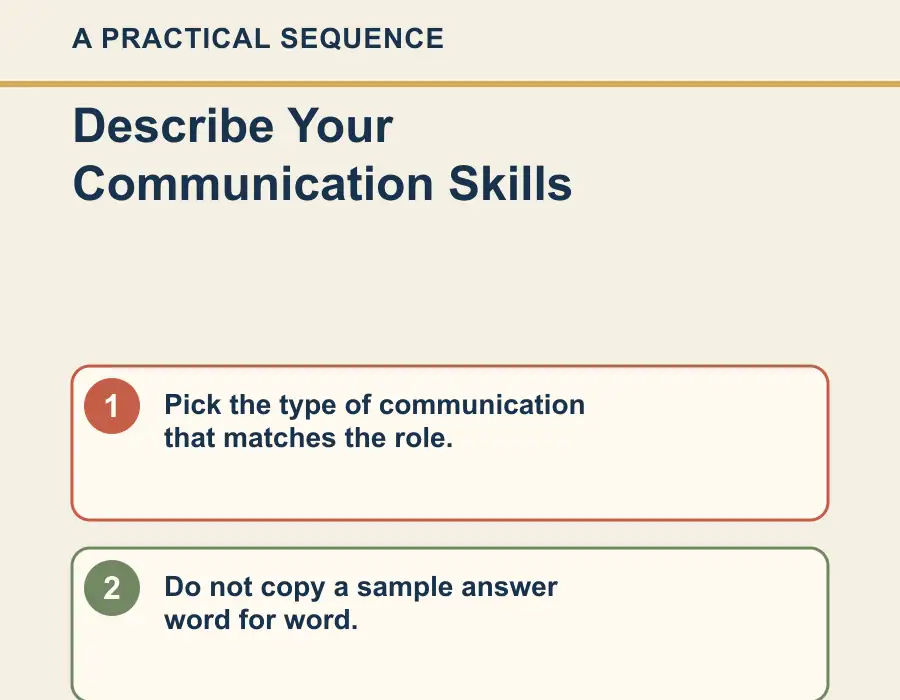 A PRACTICAL SEQUENCE
Describe Your
Communication Skills
1
Pick the type of communication
that matches the role.
2
Do not copy a sample answer
word for word.